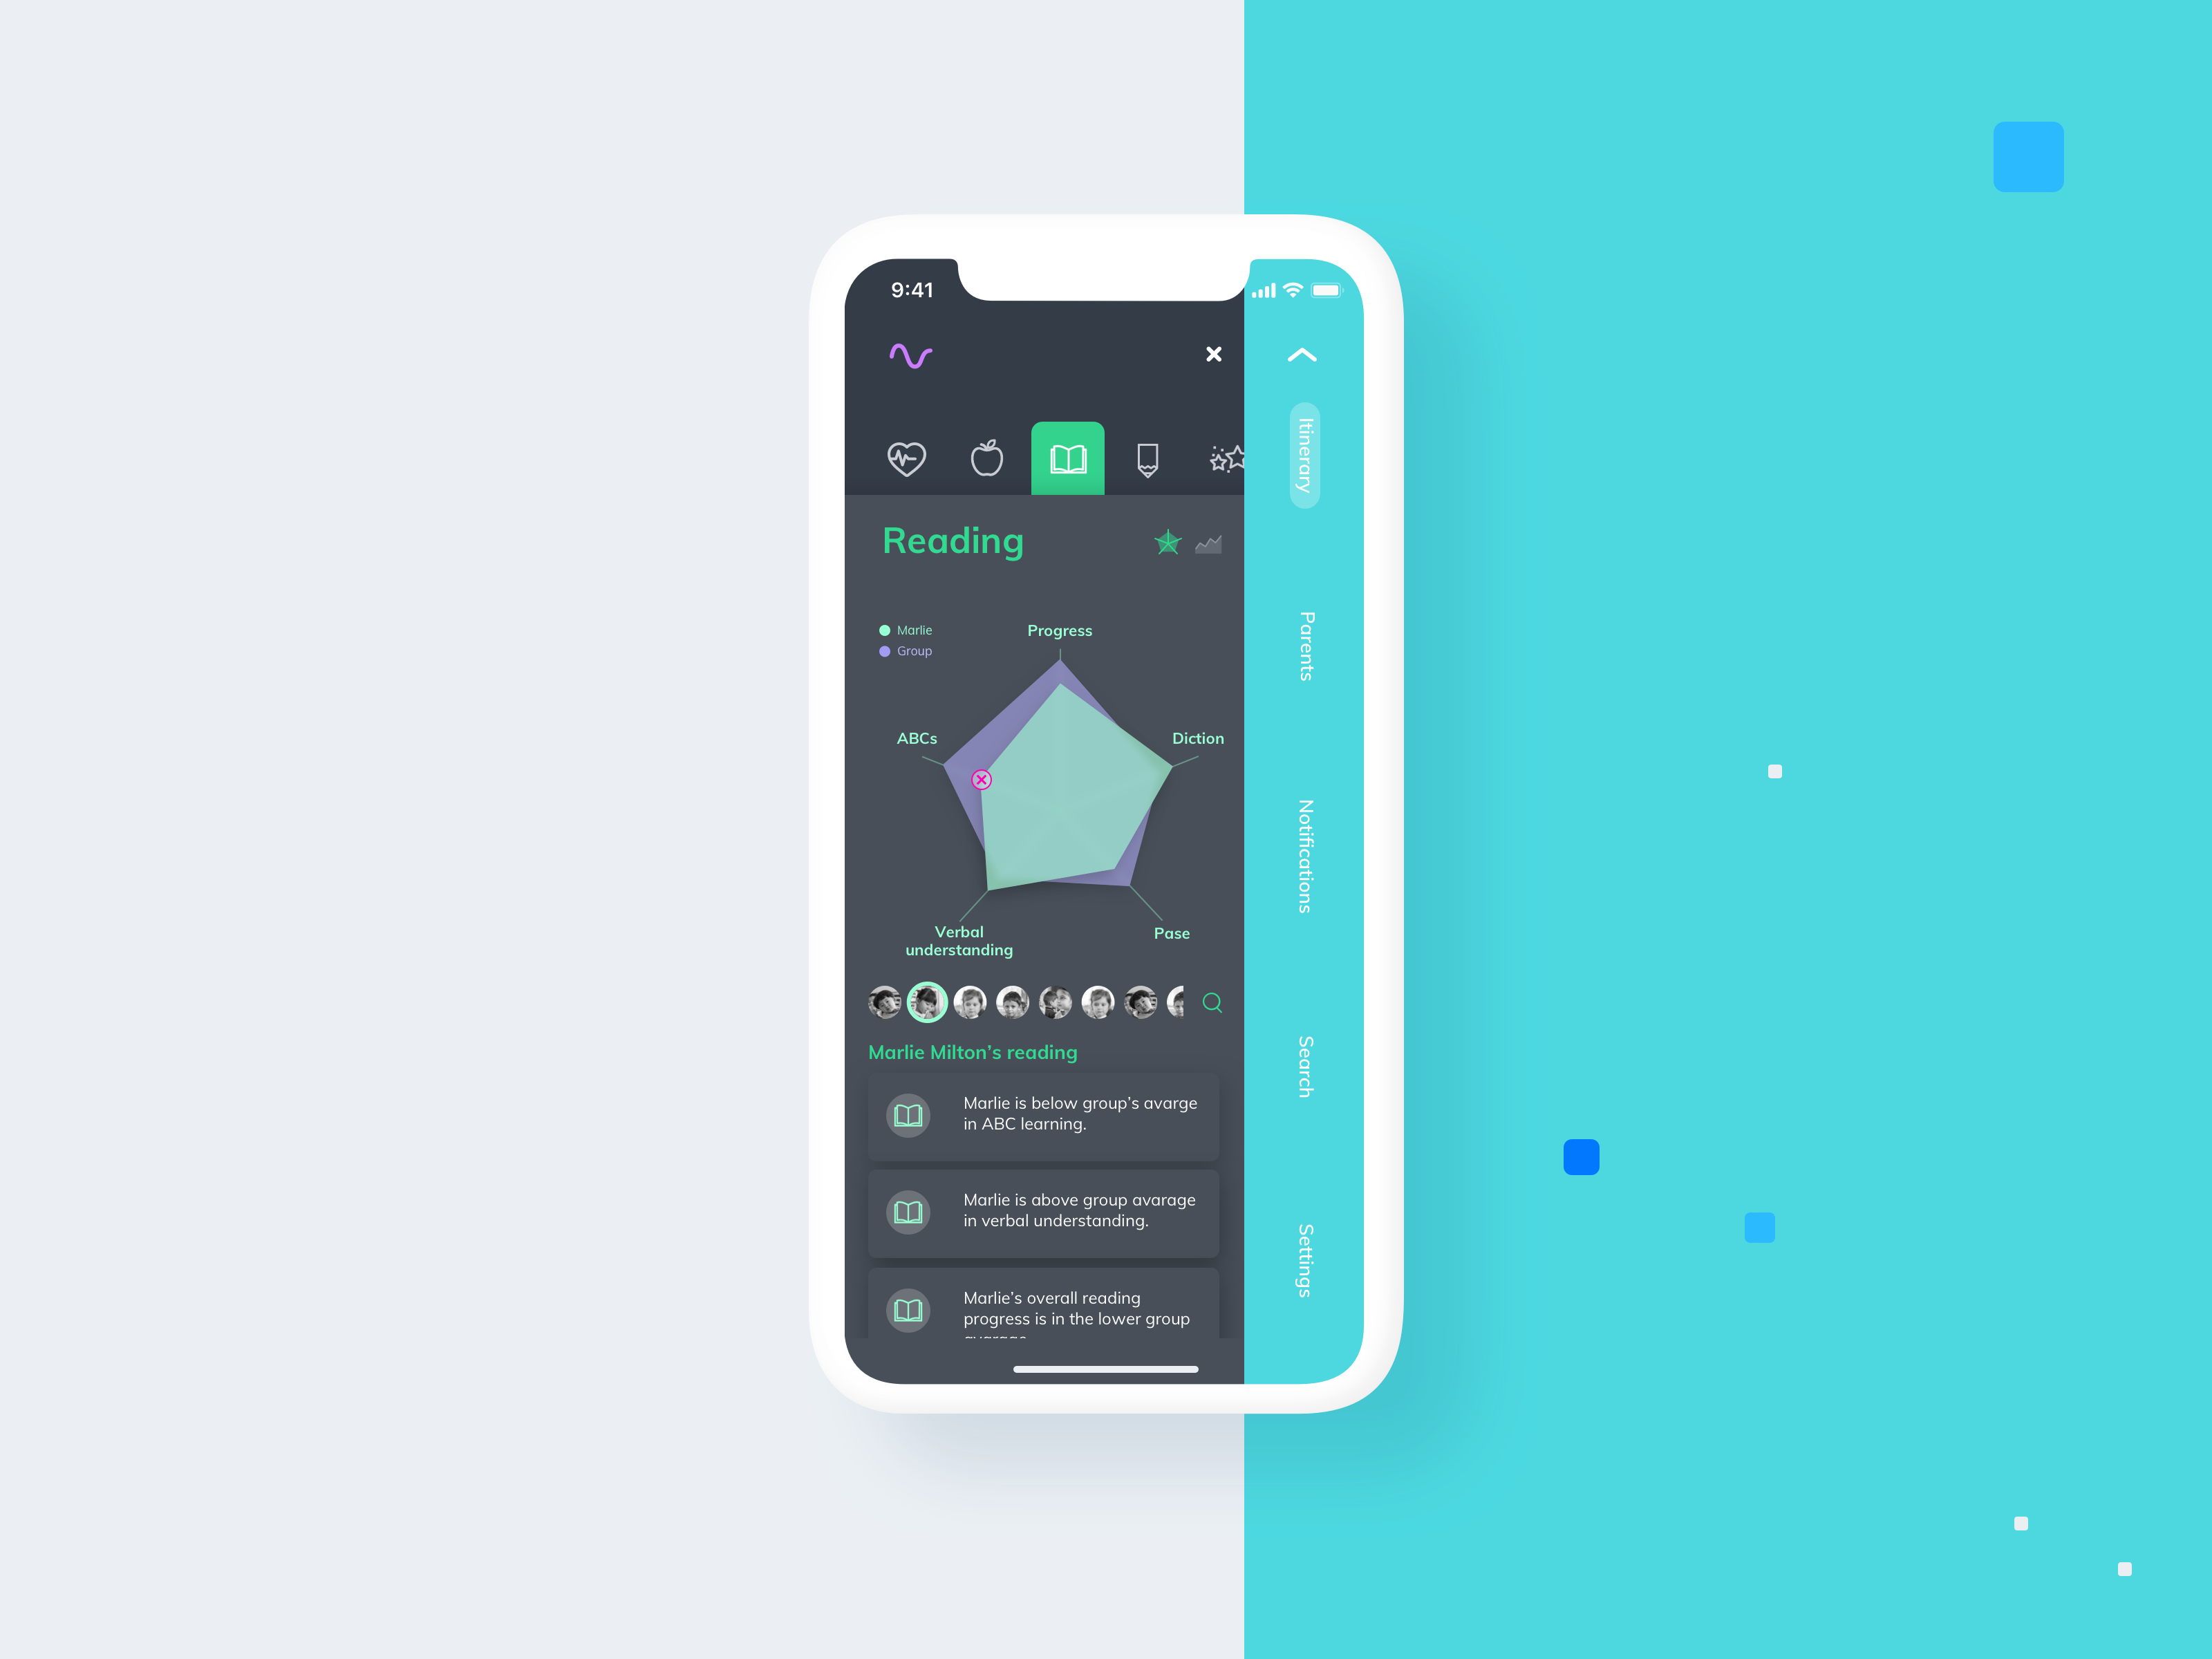 9:41
Reading
Marlie
Group
Progress
ABCs
Diction
Verbal
understanding
Pase
Marlie Milton's reading
Marlie is below group's avarge
in ABC learning.
Marlie is above group avarage
in verbal understanding.
Marlie's overall reading
progress is in the lower group
Itinerary
Parents
Notifications
Search
Settings